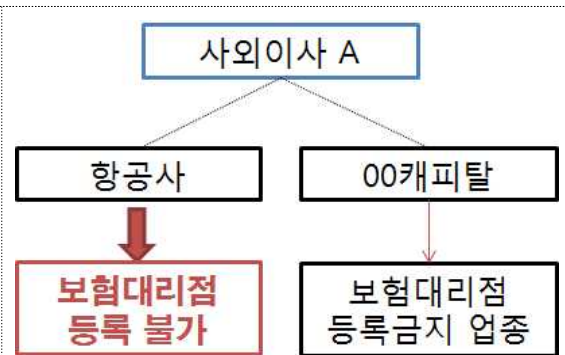 사외이사 A
항공사
00캐피탈
보험대리점
등록 불가
보험대리점
등록금지 업종